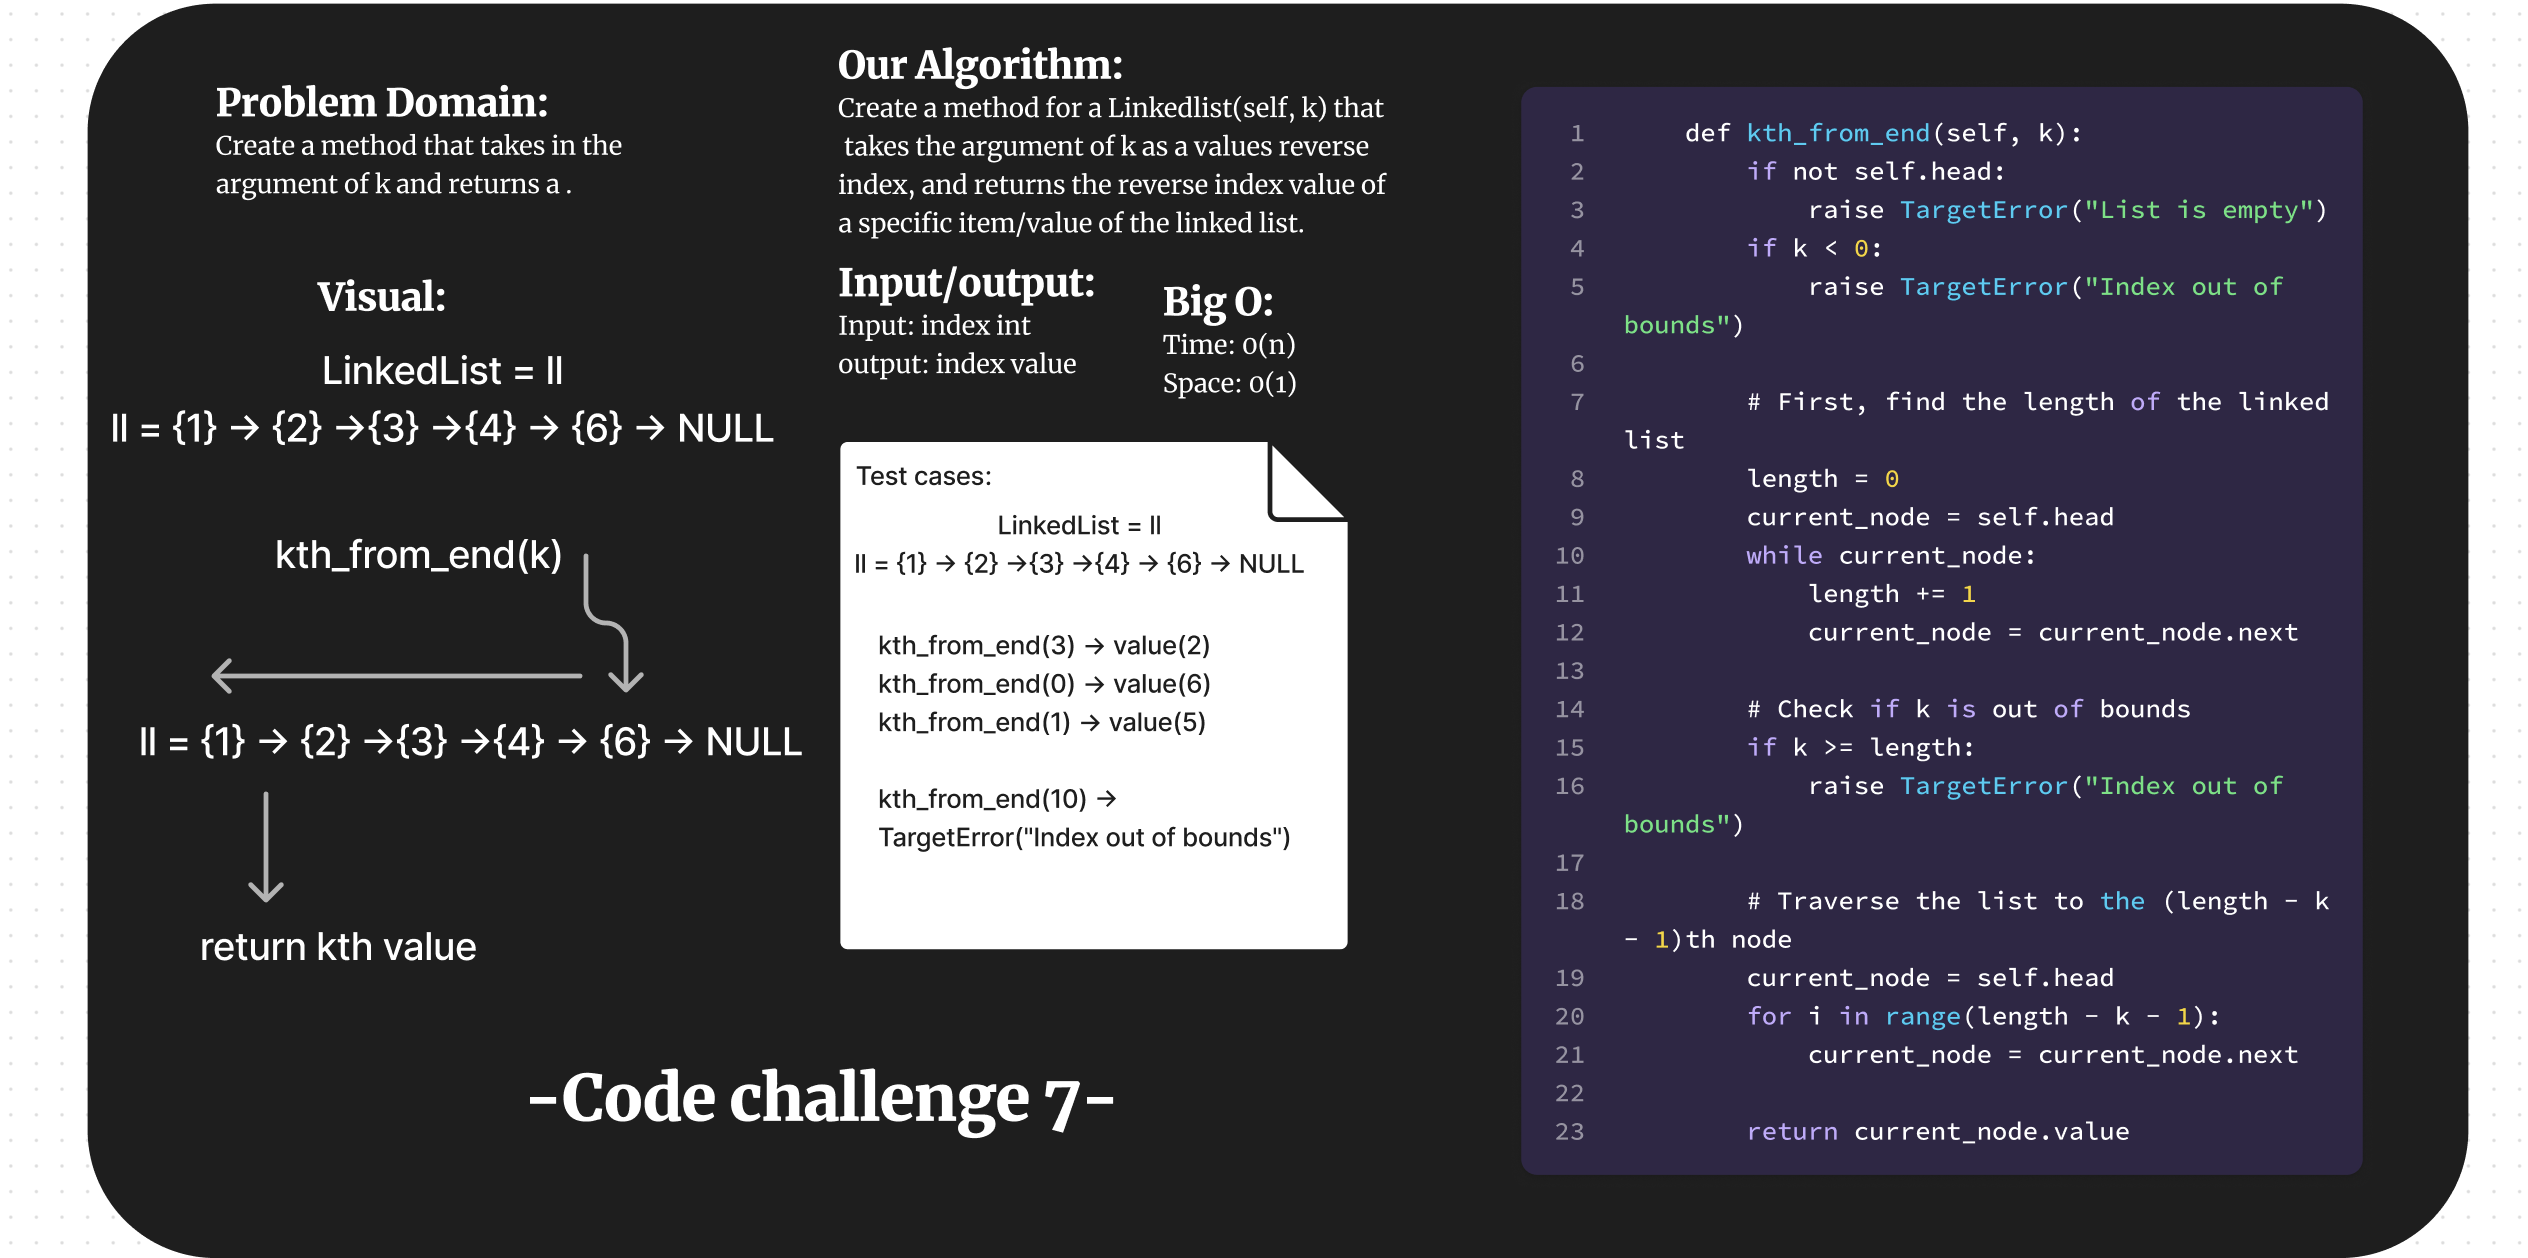 Problem Domain:
Create a method that takes in the
argument of k and returns a .
Visual:
LinkedList = ll
ll = {1} → {2} →{3} →{4} → {6} → NULL
kth_from_end(k)
ll = {1} → {2} →{3} →{4} → {6} → NULL
return kth value
Our Algorithm:
Create a method for a Linkedlist(self, k) that
takes the argument of k as a values reverse
index, and returns the reverse index value of
a specific item/value of the linked list.
Input/output:
Input: index int
output: index value
Big O:
Time: 0(n)
Space: 0(1)
Test cases:
LinkedList = ll
ll = {1} → {2} →{3} →{4} → {6} → NULL
kth_from_end(3) → value(2)
kth_from_end(0) → value(6)
kth_from_end(1) → value(5)
kth_from_end(10) →
TargetError("Index out of bounds")
-Code challenge 7-
1 def kth_from_end(self, k):
2 if not self.head:
3 raise TargetError("List is empty")
4 if k < 0:
5 raise TargetError("Index out of
bounds")
6
7 # First, find the length of the linked
list
8 length = 0
9 current_node = self.head
10 while current_node:
11 length += 1
12 current_node = current_node.next
13
14 # Check if k is out of bounds
15 if k >= length:
16 raise TargetError("Index out of
bounds")
17
18 # Traverse the list to the (length - k
- 1)th node
19 current_node = self.head
20 for i in range(length - k - 1):
21 current_node = current_node.next
22
23 return current_node.value